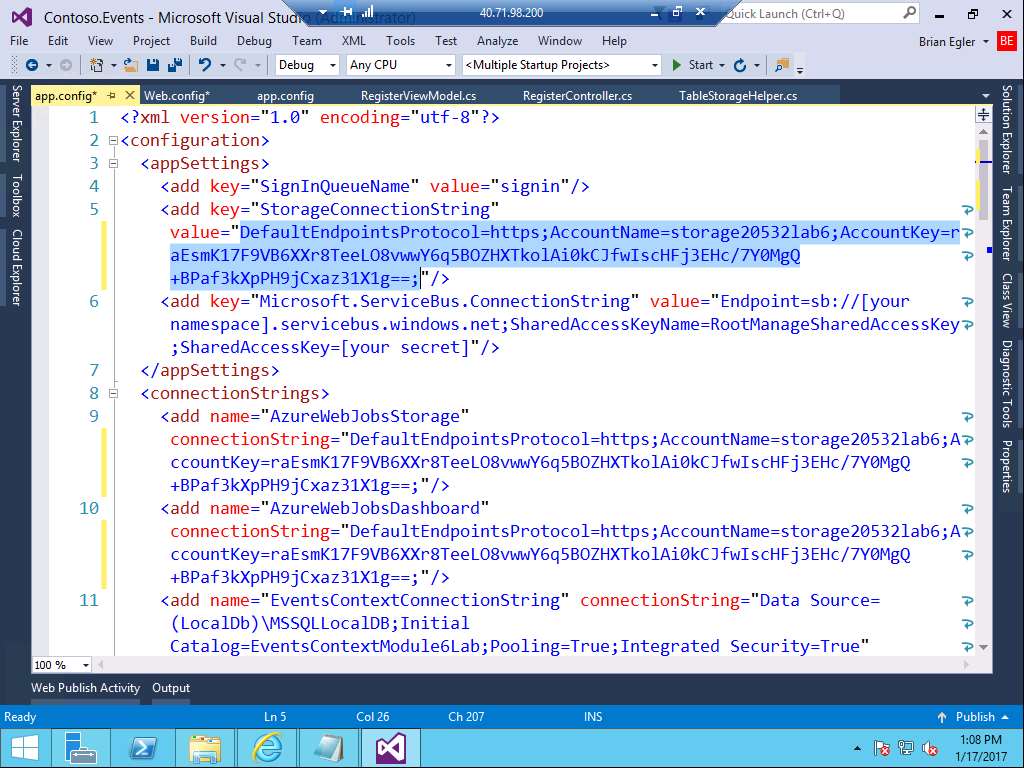 Contoso.Events - Microsoft Visual Studio (Administrator)
40.71.98.200
Quick Launch (Ctrl+Q)
File Edit View Project Build Debug Team XML Tools Test Analyze Window Help
Brian Egler
BE
Debug Any CPU <Multiple Startup Projects> Start
app.config* Web.config* app.config RegisterViewModel.cs RegisterController.cs TableStorageHelper.cs
Server Explorer
Toolbox
Cloud Explorer
1 <?xml version="1.0" encoding="utf-8"?>
2 <configuration>
3 <appSettings>
4 <add key="SignInQueueName" value="signin"/>
5 <add key="StorageConnectionString"
value="DefaultEndpointsProtocol=https;AccountName=storage20532lab6;AccountKey=r
aEsmK17F9VB6XXr8TeeLO8vwwY6q5BOZHXTkolAi0kCJfwIscHFj3EHc/7Y0MgQ
+BPaf3kXpPH9jCxaz31X1g==;"/>
6 <add key="Microsoft.ServiceBus.ConnectionString" value="Endpoint=sb://[your
namespace].servicebus.windows.net;SharedAccessKeyName=RootManageSharedAccessKey
;SharedAccessKey=[your secret]"/>
7 </appSettings>
8 <connectionStrings>
9 <add name="AzureWebJobsStorage"
connectionString="DefaultEndpointsProtocol=https;AccountName=storage20532lab6;A
ccountKey=raEsmK17F9VB6XXr8TeeLO8vwwY6q5BOZHXTkolAi0kCJfwIscHFj3EHc/7Y0MgQ
+BPaf3kXpPH9jCxaz31X1g==;"/>
10 <add name="AzureWebJobsDashboard"
connectionString="DefaultEndpointsProtocol=https;AccountName=storage20532lab6;A
ccountKey=raEsmK17F9VB6XXr8TeeLO8vwwY6q5BOZHXTkolAi0kCJfwIscHFj3EHc/7Y0MgQ
+BPaf3kXpPH9jCxaz31X1g==;"/>
11 <add name="EventsContextConnectionString" connectionString="Data Source=
(LocalDb)\MSSQLLocalDB;Initial
Catalog=EventsContextModule6Lab;Pooling=True;Integrated Security=True"
Solution Explorer
Team Explorer
Class View
Diagnostic Tools
Properties
100 %
Web Publish Activity Output
Ready Ln 5 Col 26 Ch 207 INS Publish
1:08 PM
1/17/2017